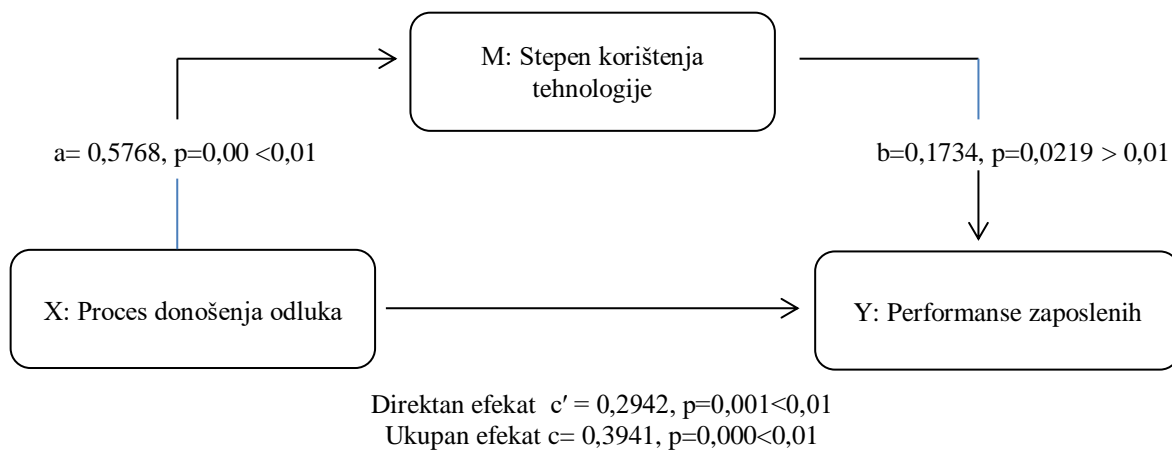 M: Stepen korištenja
tehnologije
a= 0,5768, p=0,00 <0,01
b=0,1734, p=0,0219 > 0,01
X: Proces donošenja odluka
Y: Performanse zaposlenih
Direktan efekat c′ = 0,2942, p=0,001<0,01
Ukupan efekat c= 0,3941, p=0,000<0,01